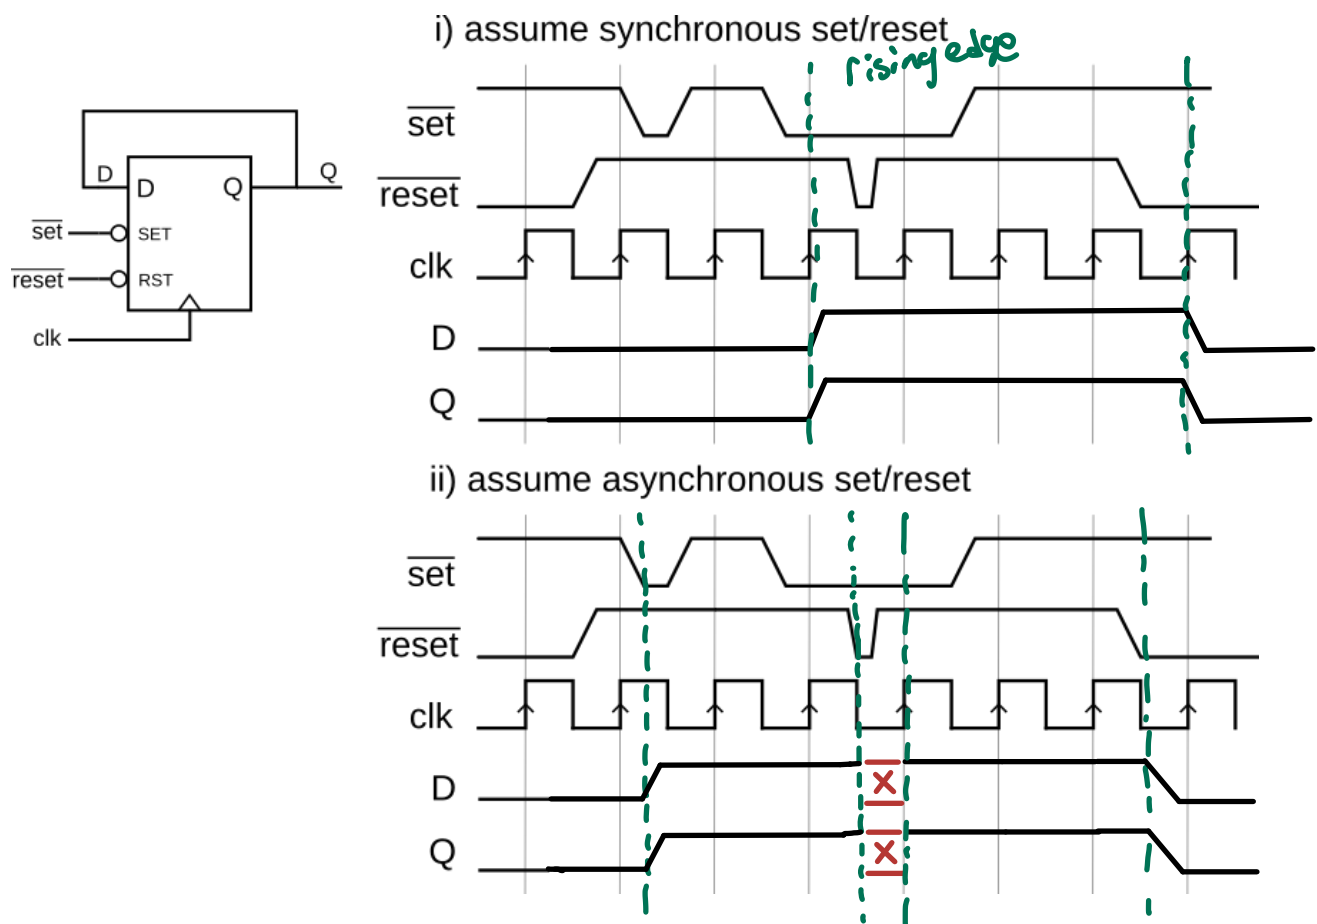 i) assume synchronous set/reset
rising edge
set
reset
clk
D
Q
D
D
Q
Q
set
SET
reset
RST
clk
ii) assume asynchronous set/reset
set
reset
clk
D
X
Q
X